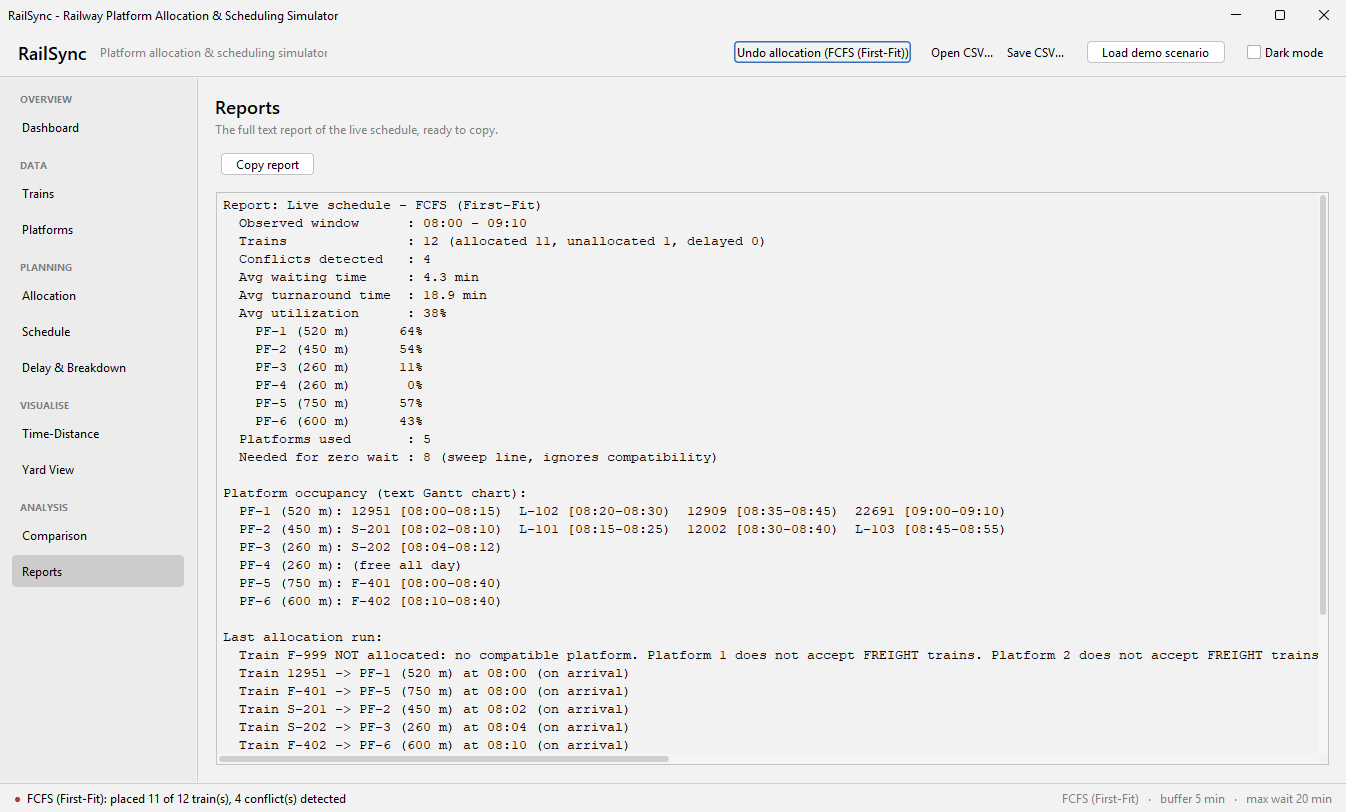 RailSync - Railway Platform Allocation & Scheduling Simulator
RailSync Platform allocation & scheduling simulator Undo allocation (FCFS (First-Fit)) Open CSV... Save CSV... Load demo scenario Dark mode
OVERVIEW
Dashboard
DATA
Trains
Platforms
PLANNING
Allocation
Schedule
Delay & Breakdown
VISUALISE
Time-Distance
Yard View
ANALYSIS
Comparison
Reports
Reports
The full text report of the live schedule, ready to copy.
Copy report
Report: Live schedule - FCFS (First-Fit)
Observed window : 08:00 - 09:10
Trains : 12 (allocated 11, unallocated 1, delayed 0)
Conflicts detected : 4
Avg waiting time : 4.3 min
Avg turnaround time : 18.9 min
Avg utilization : 38%
PF-1 (520 m) 64%
PF-2 (450 m) 54%
PF-3 (260 m) 11%
PF-4 (260 m) 0%
PF-5 (750 m) 57%
PF-6 (600 m) 43%
Platforms used : 5
Needed for zero wait : 8 (sweep line, ignores compatibility)
Platform occupancy (text Gantt chart):
PF-1 (520 m): 12951 [08:00-08:15] L-102 [08:20-08:30] 12909 [08:35-08:45] 22691 [09:00-09:10]
PF-2 (450 m): S-201 [08:02-08:10] L-101 [08:15-08:25] 12002 [08:30-08:40] L-103 [08:45-08:55]
PF-3 (260 m): S-202 [08:04-08:12]
PF-4 (260 m): (free all day)
PF-5 (750 m): F-401 [08:00-08:40]
PF-6 (600 m): F-402 [08:10-08:40]
Last allocation run:
Train F-999 NOT allocated: no compatible platform. Platform 1 does not accept FREIGHT trains. Platform 2 does not accept FREIGHT trains
Train 12951 -> PF-1 (520 m) at 08:00 (on arrival)
Train F-401 -> PF-5 (750 m) at 08:00 (on arrival)
Train S-201 -> PF-2 (450 m) at 08:02 (on arrival)
Train S-202 -> PF-3 (260 m) at 08:04 (on arrival)
Train F-402 -> PF-6 (600 m) at 08:10 (on arrival)
FCFS (First-Fit): placed 11 of 12 train(s), 4 conflict(s) detected
FCFS (First-Fit) · buffer 5 min · max wait 20 min